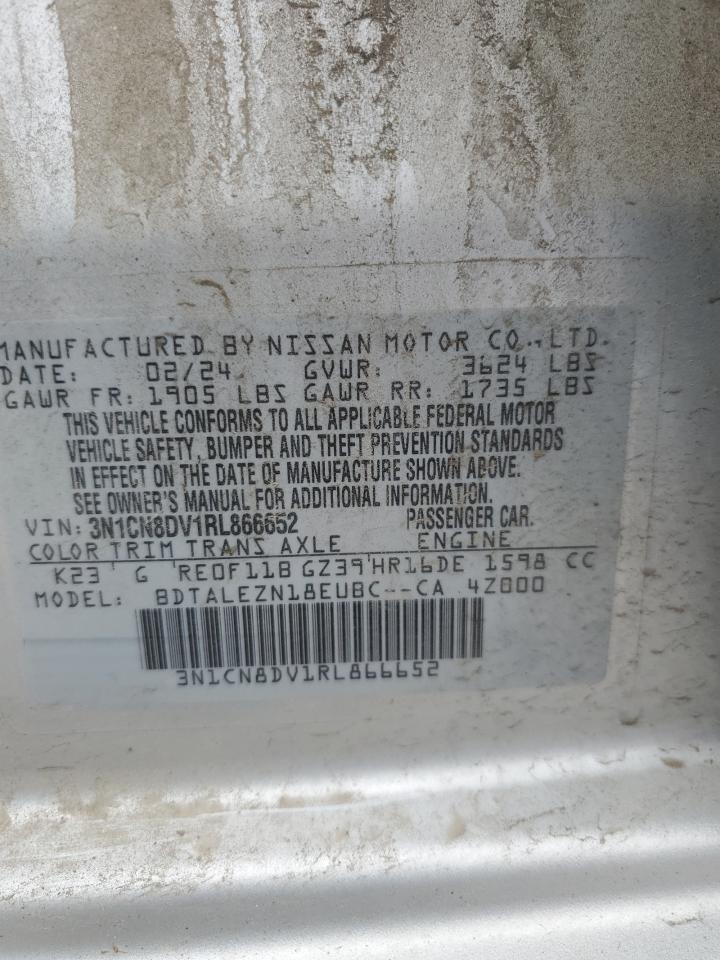 MANUFACTURED BY NISSAN MOTOR CO., LTD.
DATE: 02/24 GVWR: 3624 LBS
GAWR FR: 1905 LBS GAWR RR: 1735 LBS
THIS VEHICLE CONFORMS TO ALL APPLICABLE FEDERAL MOTOR
VEHICLE SAFETY, BUMPER AND THEFT PREVENTION STANDARDS
IN EFFECT ON THE DATE OF MANUFACTURE SHOWN ABOVE.
SEE OWNER'S MANUAL FOR ADDITIONAL INFORMATION.
VIN: 3N1CN8DV1RL866652 PASSENGER CAR.
COLOR TRIM TRANS AXLE ENGINE
K23 G RE0F11B GZ39 HR16DE 1598 CC
MODEL: BDTALEZN18EUBC--CA 4Z000
3N1CN8DV1RL866652